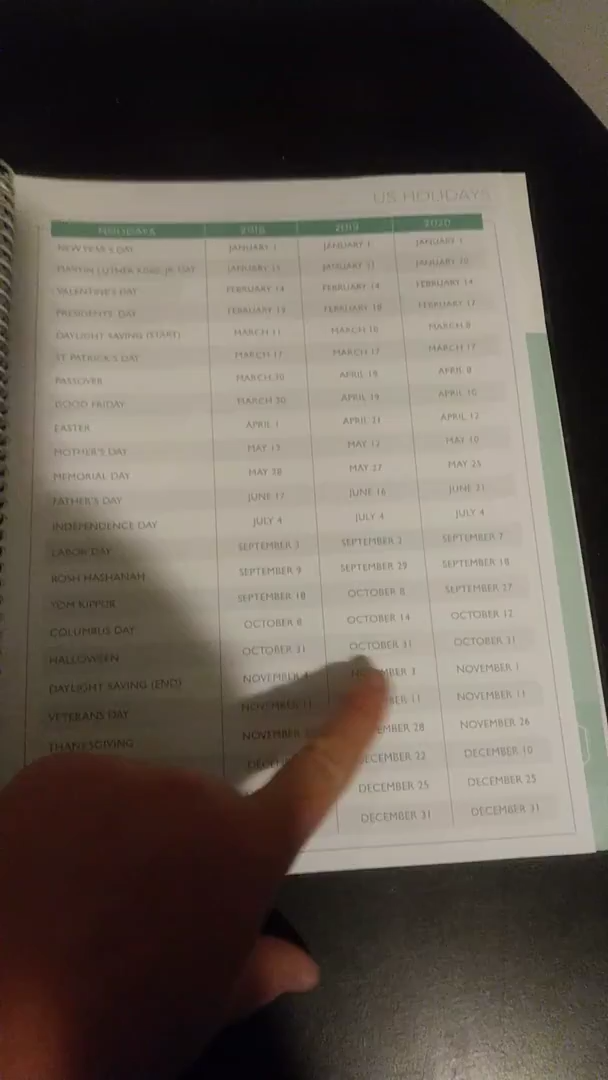 US HOLIDAYS
HOLIDAYS 2018 2019 2020
NEW YEAR'S DAY JANUARY 1 JANUARY 1 JANUARY 1
MARTIN LUTHER KING JR. DAY JANUARY 15 JANUARY 21 JANUARY 20
VALENTINE'S DAY FEBRUARY 14 FEBRUARY 14 FEBRUARY 14
PRESIDENTS' DAY FEBRUARY 19 FEBRUARY 18 FEBRUARY 17
DAYLIGHT SAVING (START) MARCH 11 MARCH 10 MARCH 8
ST. PATRICK'S DAY MARCH 17 MARCH 17 MARCH 17
PASSOVER MARCH 30 APRIL 19 APRIL 8
GOOD FRIDAY MARCH 30 APRIL 19 APRIL 10
EASTER APRIL 1 APRIL 21 APRIL 12
MOTHER'S DAY MAY 13 MAY 12 MAY 10
MEMORIAL DAY MAY 28 MAY 27 MAY 25
FATHER'S DAY JUNE 17 JUNE 16 JUNE 21
INDEPENDENCE DAY JULY 4 JULY 4 JULY 4
LABOR DAY SEPTEMBER 3 SEPTEMBER 2 SEPTEMBER 7
ROSH HASHANAH SEPTEMBER 9 SEPTEMBER 29 SEPTEMBER 18
YOM KIPPUR SEPTEMBER 18 OCTOBER 8 SEPTEMBER 27
COLUMBUS DAY OCTOBER 8 OCTOBER 14 OCTOBER 12
HALLOWEEN OCTOBER 31 OCTOBER 31 OCTOBER 31
DAYLIGHT SAVING (END) NOVEMBER 4 NOVEMBER 3 NOVEMBER 1
VETERANS DAY NOVEMBER 11 11 NOVEMBER 11
THANKSGIVING NOVEMBER 28 NOVEMBER 26
DECEMBER 22 DECEMBER 10
DECEMBER 25 DECEMBER 25
DECEMBER 31 DECEMBER 31